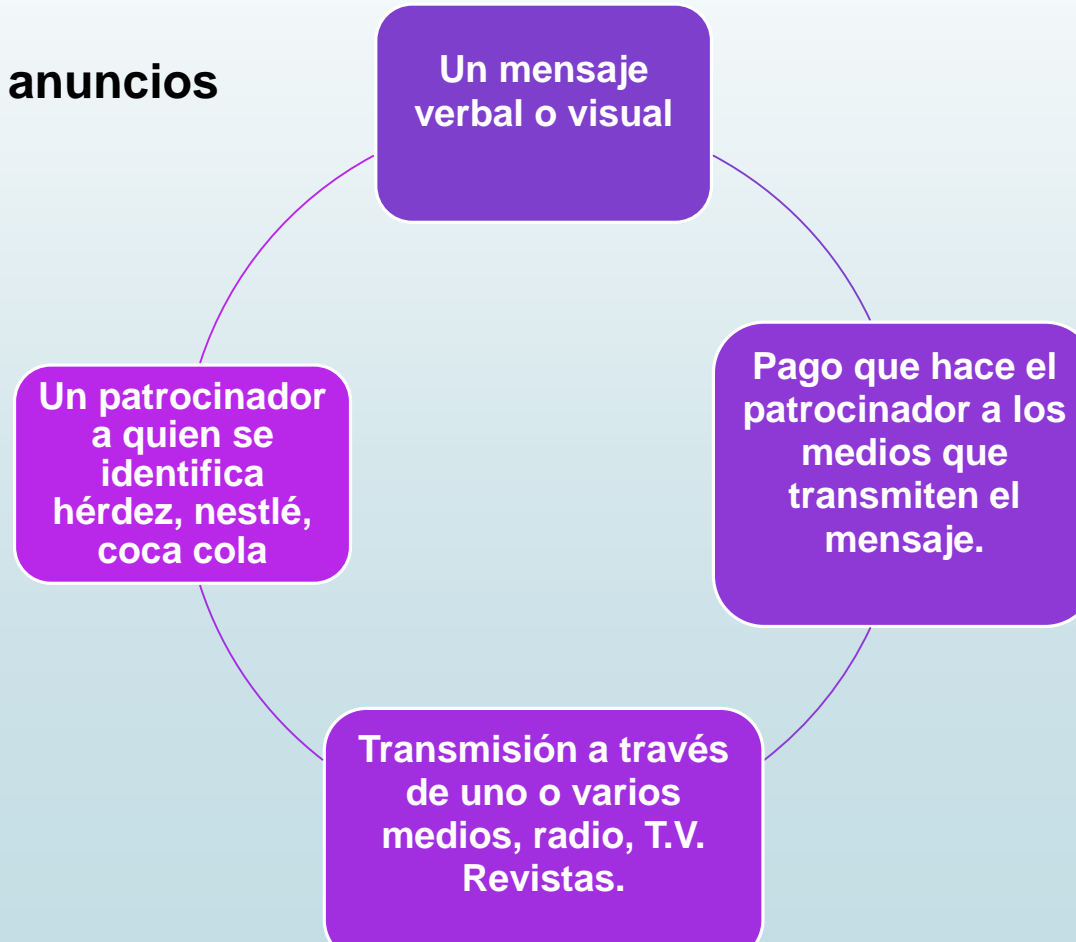 anuncios
Un mensaje
verbal o visual
Pago que hace el
patrocinador a los
medios que
transmiten el
mensaje.
Transmisión a través
de uno o varios
medios, radio, T.V.
Revistas.
Un patrocinador
a quien se
identifica
hérdez, nestlé,
coca cola